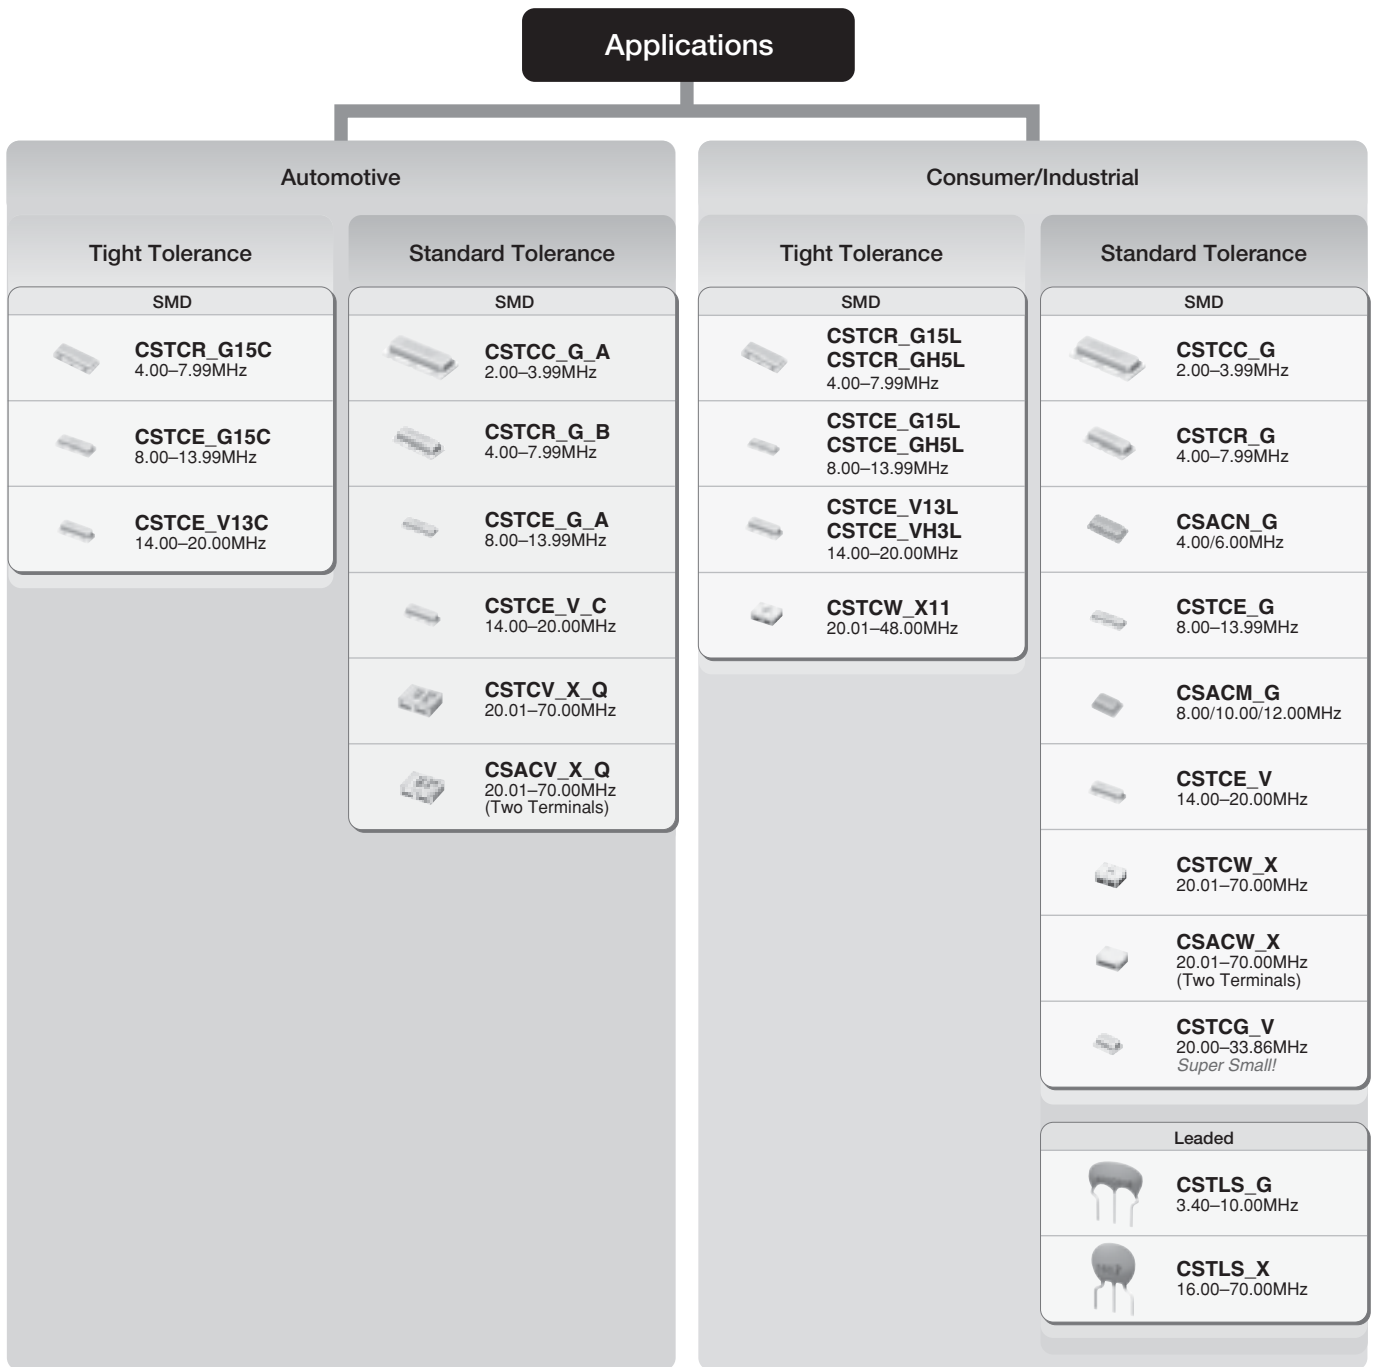 Applications
Automotive
Tight Tolerance
SMD
CSTCR_G15C
4.00–7.99MHz
CSTCE_G15C
8.00–13.99MHz
CSTCE_V13C
14.00–20.00MHz
Standard Tolerance
SMD
CSTCC_G_A
2.00–3.99MHz
CSTCR_G_B
4.00–7.99MHz
CSTCE_G_A
8.00–13.99MHz
CSTCE_V_C
14.00–20.00MHz
CSTCV_X_Q
20.01–70.00MHz
CSACV_X_Q
20.01–70.00MHz
(Two Terminals)
Consumer/Industrial
Tight Tolerance
SMD
CSTCR_G15L
CSTCR_GH5L
4.00–7.99MHz
CSTCE_G15L
CSTCE_GH5L
8.00–13.99MHz
CSTCE_V13L
CSTCE_VH3L
14.00–20.00MHz
CSTCW_X11
20.01–48.00MHz
Standard Tolerance
SMD
CSTCC_G
2.00–3.99MHz
CSTCR_G
4.00–7.99MHz
CSACN_G
4.00/6.00MHz
CSTCE_G
8.00–13.99MHz
CSACM_G
8.00/10.00/12.00MHz
CSTCE_V
14.00–20.00MHz
CSTCW_X
20.01–70.00MHz
CSACW_X
20.01–70.00MHz
(Two Terminals)
CSTCG_V
20.00–33.86MHz
Super Small!
Leaded
CSTLS_G
3.40–10.00MHz
CSTLS_X
16.00–70.00MHz